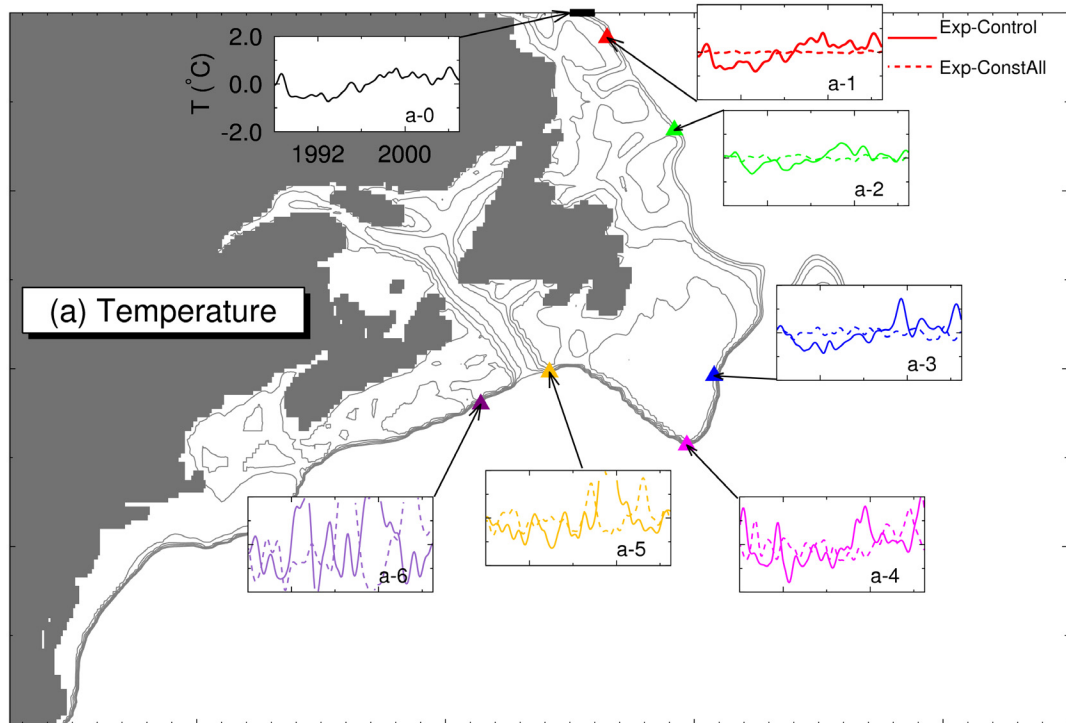 2.0
0.0
-2.0
T (°C)
1992 2000
a-0
a-1
Exp-Control
Exp-ConstAll
a-2
(a) Temperature
a-3
a-4
a-5
a-6